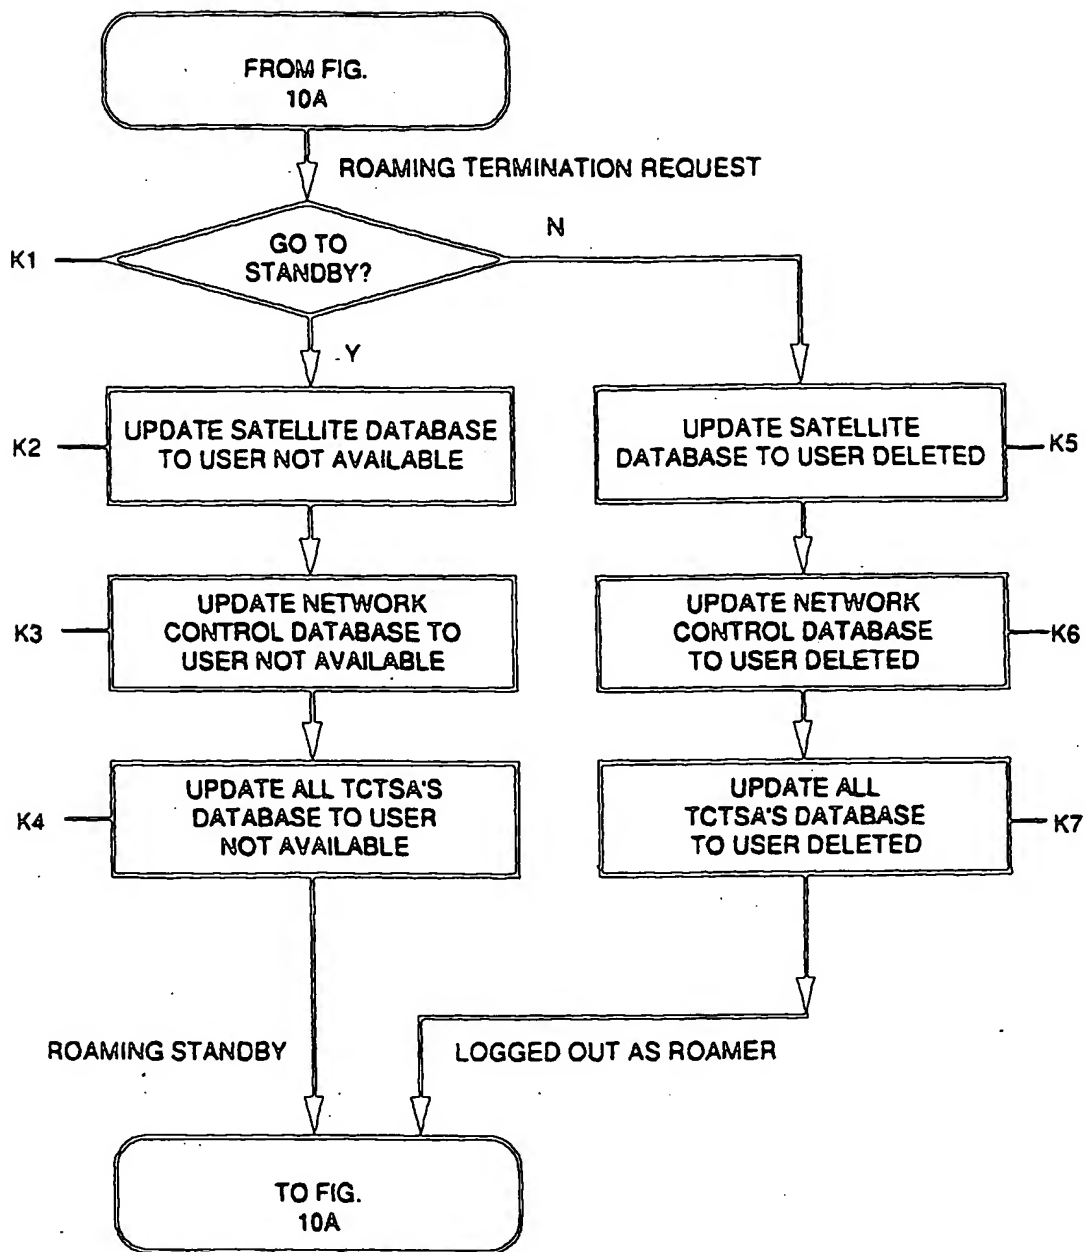 FROM FIG.
10A
ROAMING TERMINATION REQUEST
K1
GO TO
STANDBY?
N
Y
K2
UPDATE SATELLITE DATABASE
TO USER NOT AVAILABLE
UPDATE SATELLITE
DATABASE TO USER DELETED
K5
K3
UPDATE NETWORK
CONTROL DATABASE TO
USER NOT AVAILABLE
UPDATE NETWORK
CONTROL DATABASE
TO USER DELETED
K6
K4
UPDATE ALL TCTSA'S
DATABASE TO USER
NOT AVAILABLE
UPDATE ALL
TCTSA'S DATABASE
TO USER DELETED
K7
ROAMING STANDBY
LOGGED OUT AS ROAMER
TO FIG.
10A